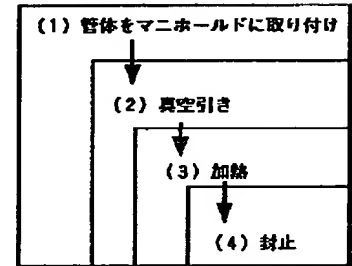 (1) 管体をマニホールドに取り付け
(2) 真空引き
(3) 加熱
(4) 封止